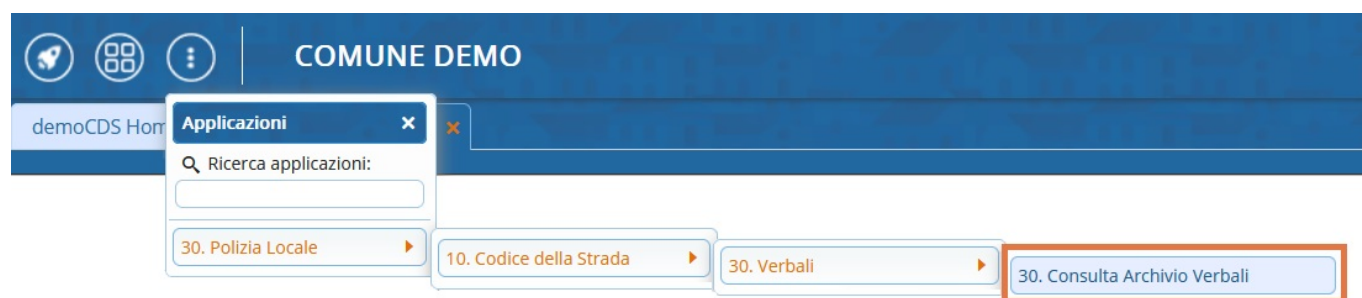 COMUNE DEMO
demoCDS Hom
Applicazioni
Ricerca applicazioni:
30. Polizia Locale
10. Codice della Strada
30. Verbali
30. Consulta Archivio Verbali